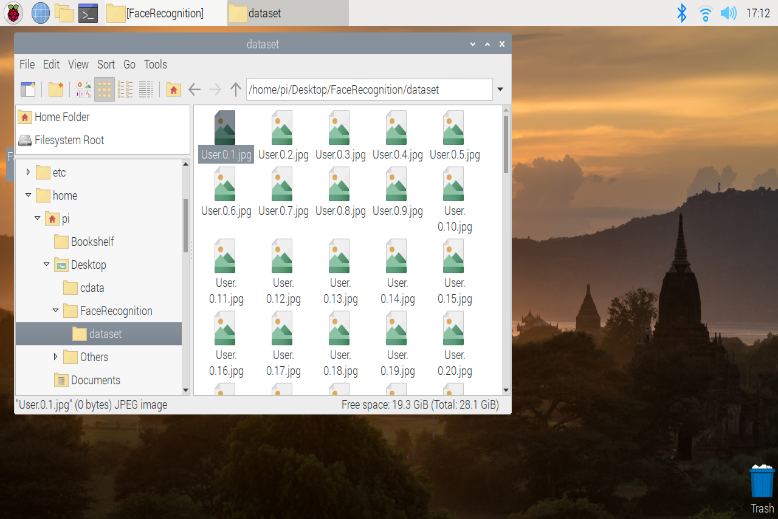 [FaceRecognition]
dataset
17:12
dataset
File Edit View Sort Go Tools
/home/pi/Desktop/FaceRecognition/dataset
Home Folder
Filesystem Root
etc
home
pi
Bookshelf
Desktop
cdata
FaceRecognition
dataset
Others
Documents
User.0.1.jpg
User.0.2.jpg
User.0.3.jpg
User.0.4.jpg
User.0.5.jpg
User.0.6.jpg
User.0.7.jpg
User.0.8.jpg
User.0.9.jpg
User.
0.10.jpg
User.
0.11.jpg
User.
0.12.jpg
User.
0.13.jpg
User.
0.14.jpg
User.
0.15.jpg
User.
0.16.jpg
User.
0.17.jpg
User.
0.18.jpg
User.
0.19.jpg
User.
0.20.jpg
"User.0.1.jpg" (0 bytes) JPEG image
Free space: 19.3 GiB (Total: 28.1 GiB)
Trash